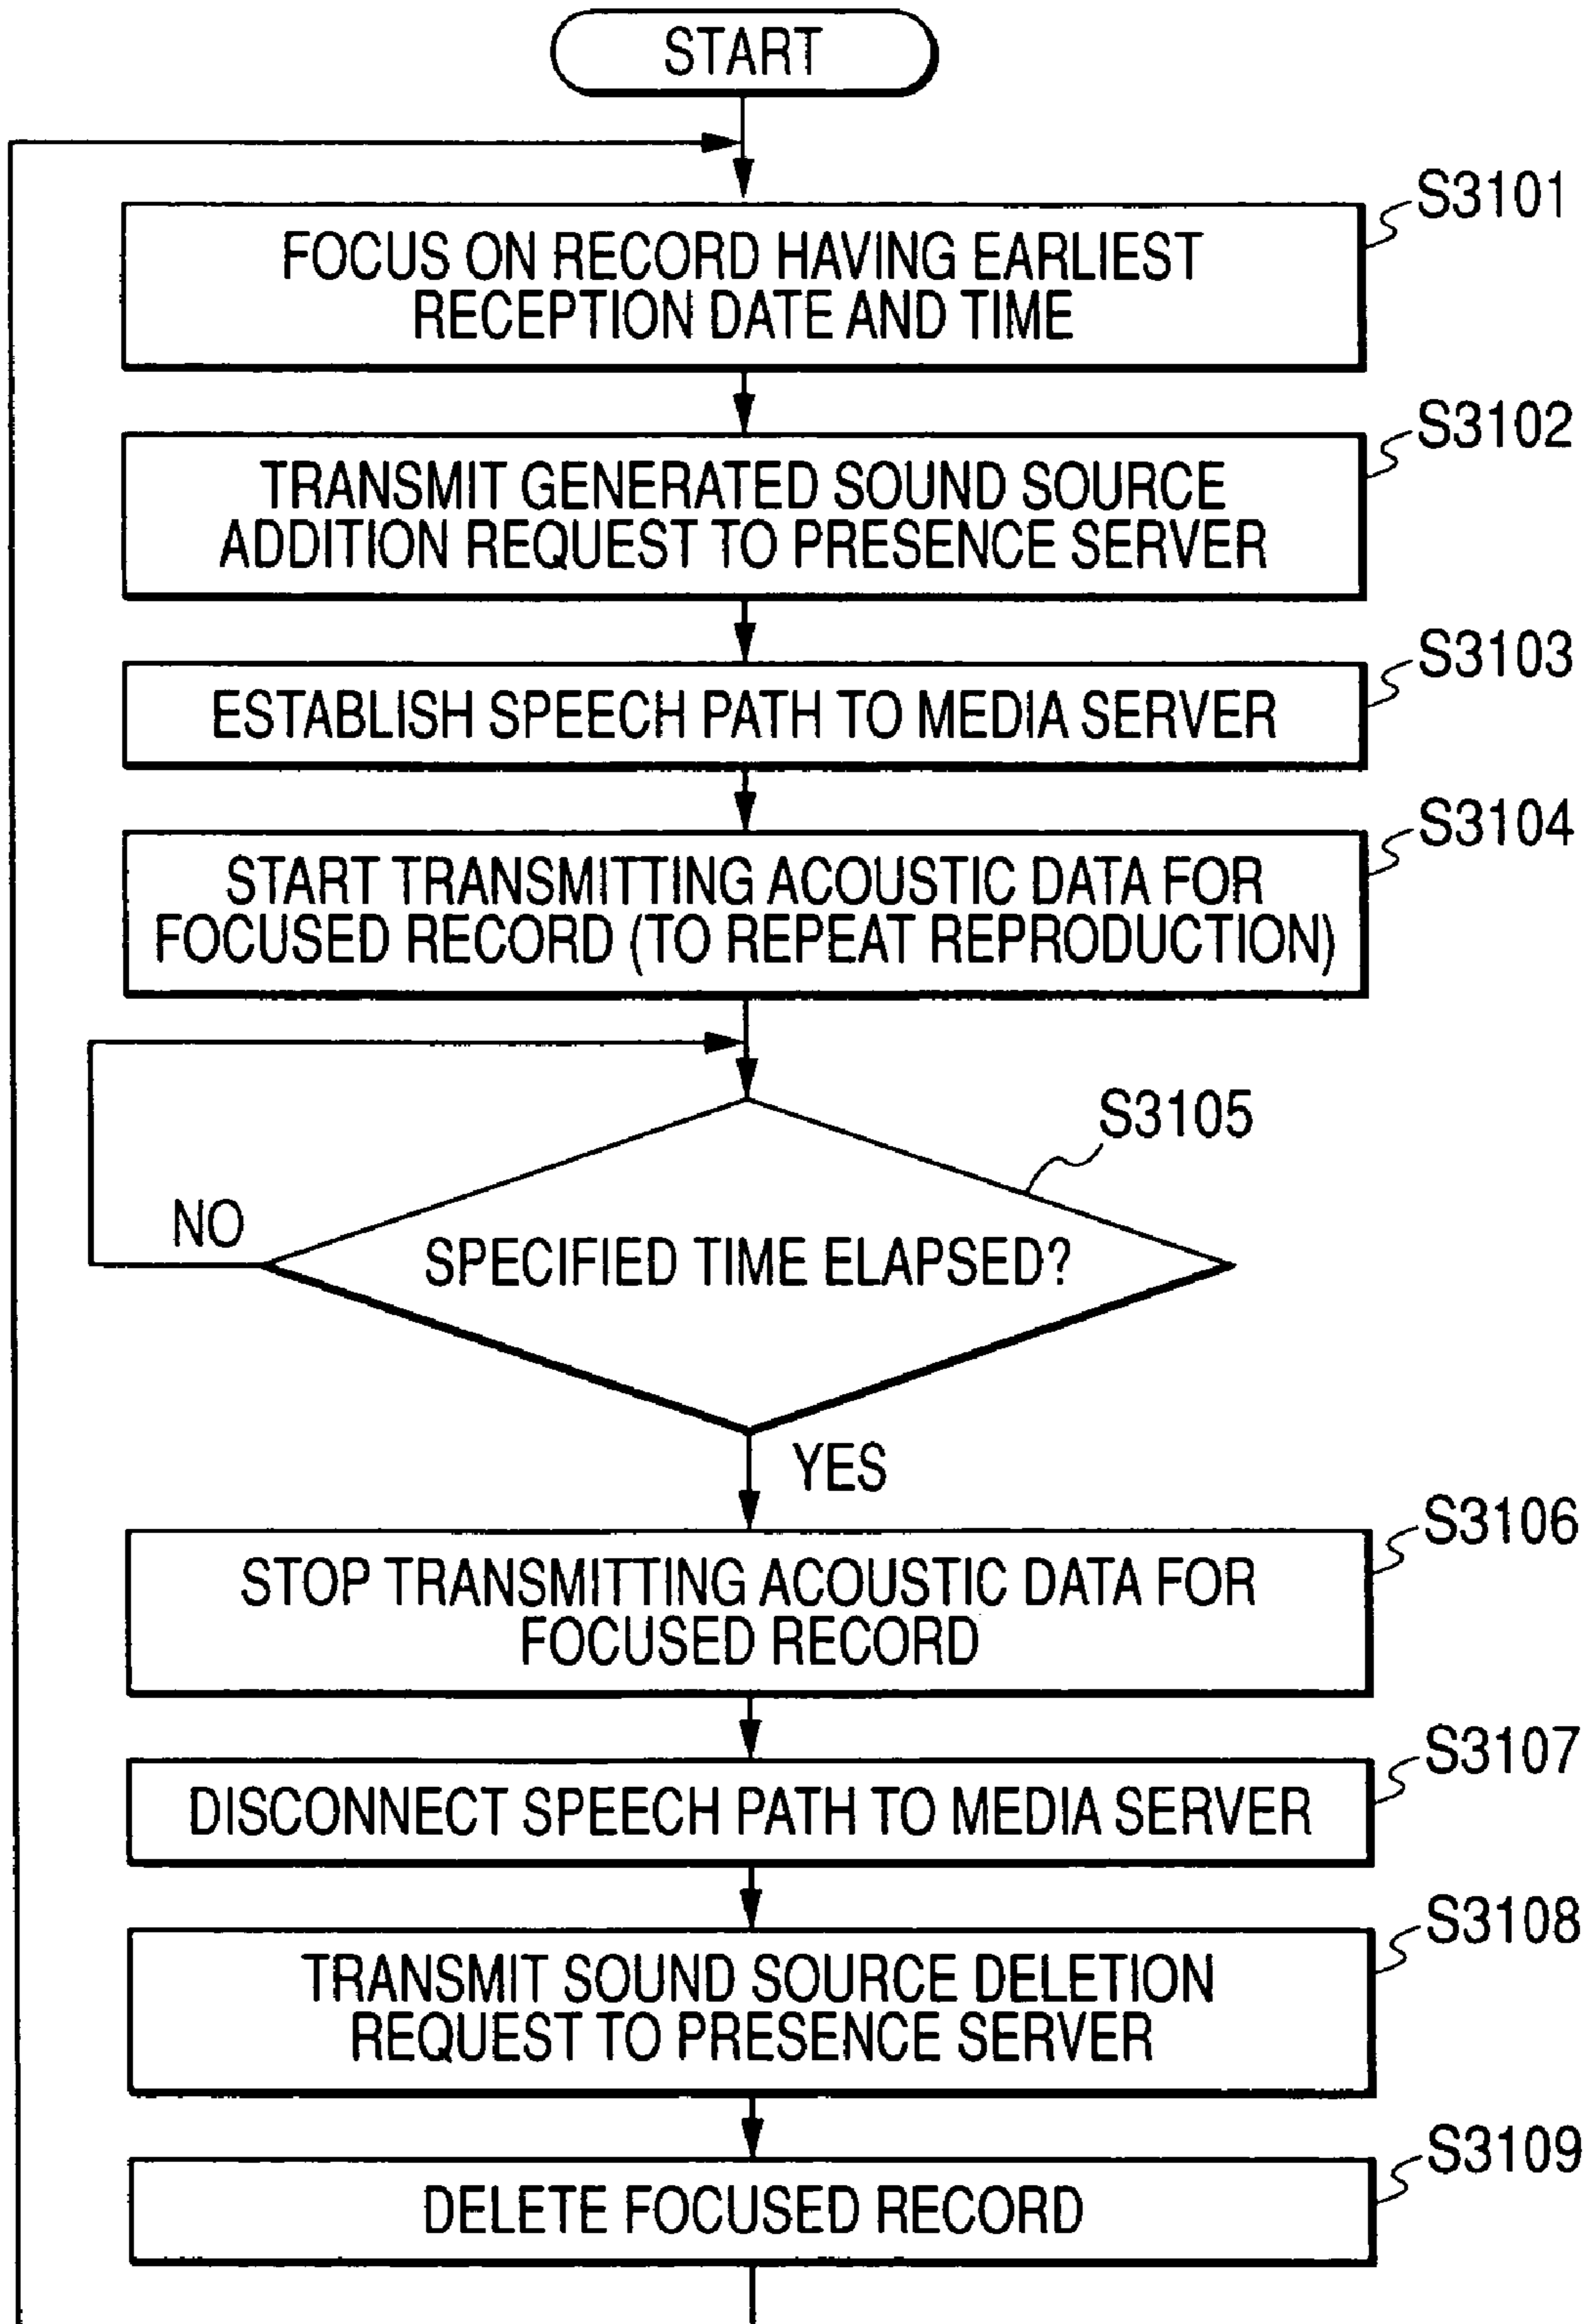 START
S3101
FOCUS ON RECORD HAVING EARLIEST
RECEPTION DATE AND TIME
S3102
TRANSMIT GENERATED SOUND SOURCE
ADDITION REQUEST TO PRESENCE SERVER
S3103
ESTABLISH SPEECH PATH TO MEDIA SERVER
S3104
START TRANSMITTING ACOUSTIC DATA FOR
FOCUSED RECORD (TO REPEAT REPRODUCTION)
S3105
NO
SPECIFIED TIME ELAPSED?
YES
S3106
STOP TRANSMITTING ACOUSTIC DATA FOR
FOCUSED RECORD
S3107
DISCONNECT SPEECH PATH TO MEDIA SERVER
S3108
TRANSMIT SOUND SOURCE DELETION
REQUEST TO PRESENCE SERVER
S3109
DELETE FOCUSED RECORD